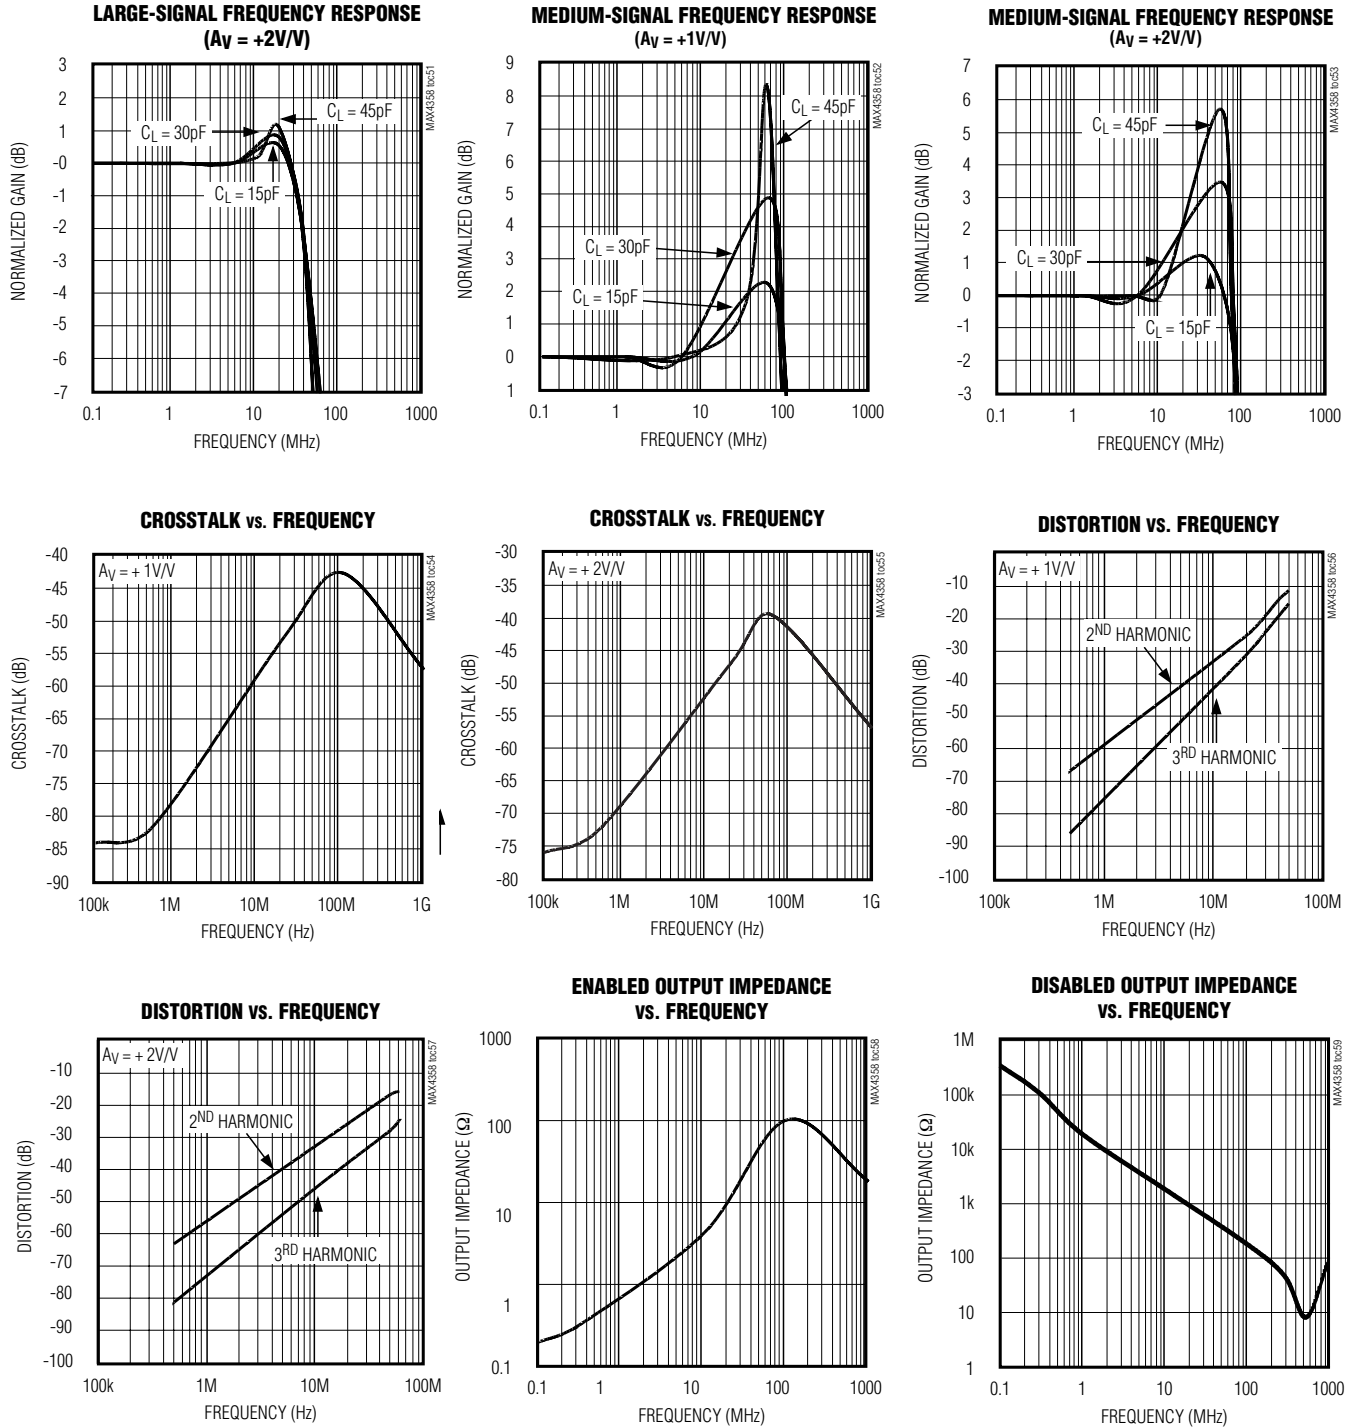 LARGE-SIGNAL FREQUENCY RESPONSE
(AV = +2V/V)
MAX4358 toc51
NORMALIZED GAIN (dB)
3
2
1
-0
-1
-2
-3
-4
-5
-6
-7
CL = 45pF
CL = 30pF
CL = 15pF
0.1 1 10 100 1000
FREQUENCY (MHz)
MEDIUM-SIGNAL FREQUENCY RESPONSE
(AV = +1V/V)
MAX4358 toc52
NORMALIZED GAIN (dB)
9
8
7
6
5
4
3
2
1
0
1
CL = 45pF
CL = 30pF
CL = 15pF
0.1 1 10 100 1000
FREQUENCY (MHz)
MEDIUM-SIGNAL FREQUENCY RESPONSE
(AV = +2V/V)
MAX4358 toc53
NORMALIZED GAIN (dB)
7
6
5
4
3
2
1
0
-1
-2
-3
CL = 45pF
CL = 30pF
CL = 15pF
0.1 1 10 100 1000
FREQUENCY (MHz)
CROSSTALK vs. FREQUENCY
MAX4358 toc54
AV = + 1V/V
CROSSTALK (dB)
-40
-45
-50
-55
-60
-65
-70
-75
-80
-85
-90
100k 1M 10M 100M 1G
FREQUENCY (Hz)
CROSSTALK vs. FREQUENCY
MAX4358 toc55
AV = + 2V/V
CROSSTALK (dB)
-30
-35
-40
-45
-50
-55
-60
-65
-70
-75
-80
100k 1M 10M 100M 1G
FREQUENCY (Hz)
DISTORTION vs. FREQUENCY
MAX4358 toc56
AV = + 1V/V
DISTORTION (dB)
-10
-20
-30
-40
-50
-60
-70
-80
-90
-100
2ND HARMONIC
3RD HARMONIC
100k 1M 10M 100M
FREQUENCY (Hz)
DISTORTION vs. FREQUENCY
MAX4358 toc57
AV = + 2V/V
DISTORTION (dB)
-10
-20
-30
-40
-50
-60
-70
-80
-90
-100
2ND HARMONIC
3RD HARMONIC
100k 1M 10M 100M
FREQUENCY (Hz)
ENABLED OUTPUT IMPEDANCE
vs. FREQUENCY
MAX4358 toc58
OUTPUT IMPEDANCE (Ω)
1000
100
10
1
0.1
0.1 1 10 100 1000
FREQUENCY (MHz)
DISABLED OUTPUT IMPEDANCE
vs. FREQUENCY
MAX4358 toc59
OUTPUT IMPEDANCE (Ω)
1M
100k
10k
1k
100
10
1
0.1 1 10 100 1000
FREQUENCY (MHz)